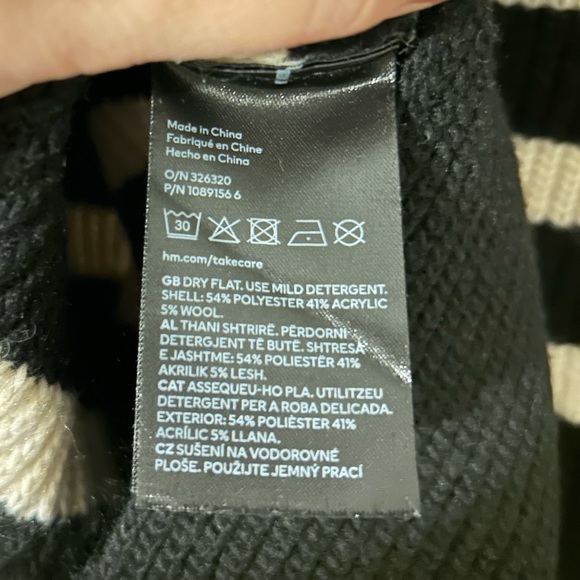 Made in China
Fabriqué en Chine
Hecho en China
O/N 326320
P/N 1089156 6
30
hm.com/takecare
GB DRY FLAT. USE MILD DETERGENT.
SHELL: 54% POLYESTER 41% ACRYLIC
5% WOOL.
AL THANI SHTRIRË. PËRDORNI
DETERGJENT TË BUTË. SHTRESA
E JASHTME: 54% POLIESTËR 41%
AKRILIK 5% LESH.
CAT ASSEQUEU-HO PLA. UTILITZEU
DETERGENT PER A ROBA DELICADA.
EXTERIOR: 54% POLIÈSTER 41%
ACRÍLIC 5% LLANA.
CZ SUŠENÍ NA VODOROVNÉ
PLOŠE. POUŽIJTE JEMNÝ PRACÍ